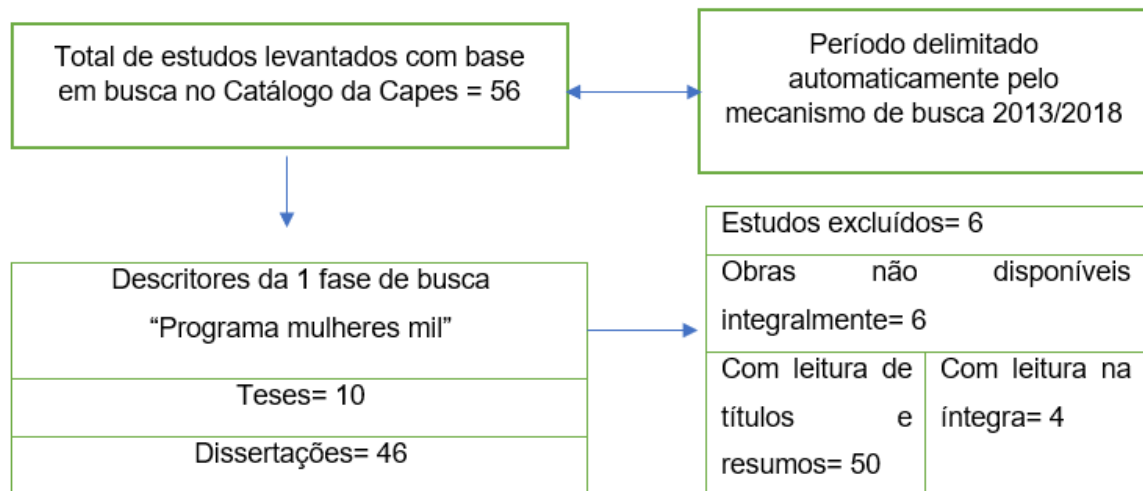 Total de estudos levantados com base
em busca no Catálogo da Capes = 56
Período delimitado
automaticamente pelo
mecanismo de busca 2013/2018
Descritores da 1 fase de busca
“Programa mulheres mil”
Teses= 10
Dissertações= 46
Estudos excluídos= 6
Obras não disponíveis
integralmente= 6
Com leitura de
títulos e
resumos= 50
Com leitura na
íntegra= 4